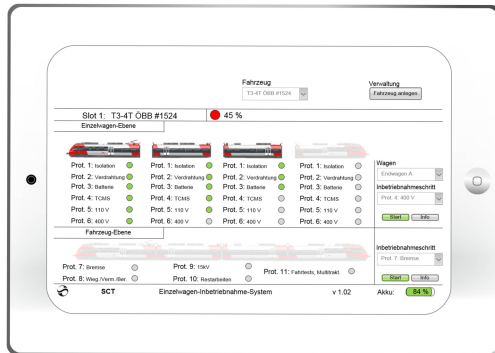 Fahrzeug
T3-4T ÖBB #1524
Verwaltung
Fahrzeug anlegen
Slot 1: T3-4T ÖBB #1524
45 %
Einzelwagen-Ebene
Prot. 1: Isolation Prot. 1: Isolation Prot. 1: Isolation Prot. 1: Isolation
Prot. 2: Verdrahtung Prot. 2: Verdrahtung Prot. 2: Verdrahtung Prot. 2: Verdrahtung
Prot. 3: Batterie Prot. 3: Batterie Prot. 3: Batterie Prot. 3: Batterie
Prot. 4: TCMS Prot. 4: TCMS Prot. 4: TCMS Prot. 4: TCMS
Prot. 5: 110 V Prot. 5: 110 V Prot. 5: 110 V Prot. 5: 110 V
Prot. 6: 400 V Prot. 6: 400 V Prot. 6: 400 V Prot. 6: 400 V
Wagen
Endwagen A
Inbetriebnahmeschritt
Prot. 4: 400 V
Start Info
Fahrzeug-Ebene
Prot. 7: Bremse Prot. 9: 15kV Prot. 11: Fahrtests, Multitrakt.
Prot. 8: Wieg./Verm./Ber. Prot. 10: Restarbeiten
Inbetriebnahmeschritt
Prot. 7: Bremse
Start Info
SCT Einzelwagen-Inbetriebnahme-System v 1.02 Akku: 84 %